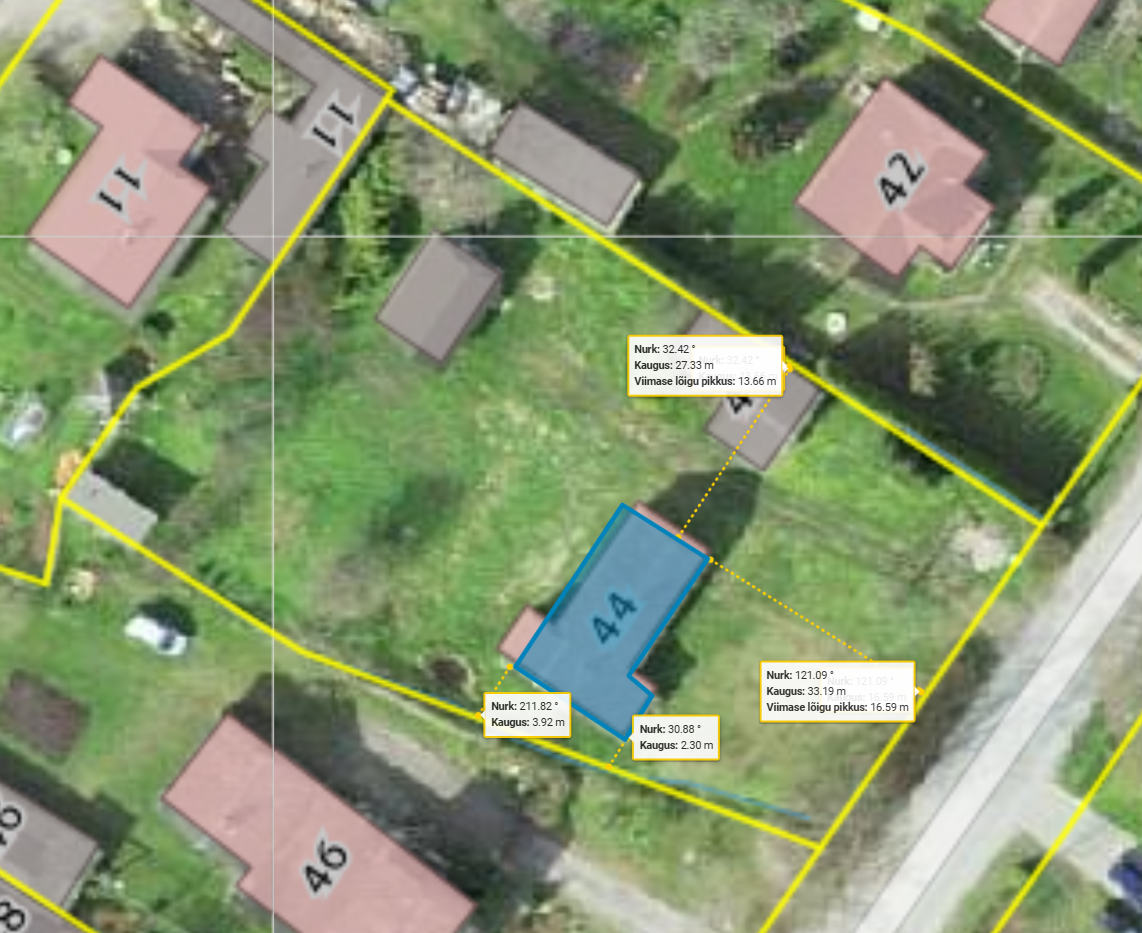 11
11
42
Nurk: 32.42 °
Kaugus: 27.33 m
Viimase lõigu pikkus: 13.66 m
4
44
Nurk: 121.09 °
Kaugus: 33.19 m
Viimase lõigu pikkus: 16.59 m
Nurk: 211.82 °
Kaugus: 3.92 m
Nurk: 30.88 °
Kaugus: 2.30 m
46
8